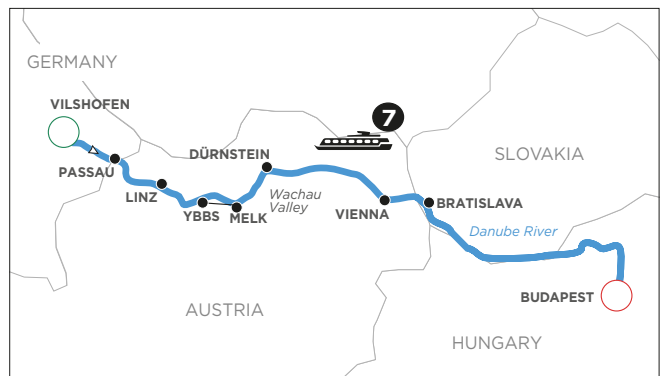 GERMANY
VILSHOFEN
7
DÜRNSTEIN
SLOVAKIA
PASSAU
LINZ
Wachau
Valley
YBBS
MELK
VIENNA
BRATISLAVA
Danube River
BUDAPEST
AUSTRIA
HUNGARY